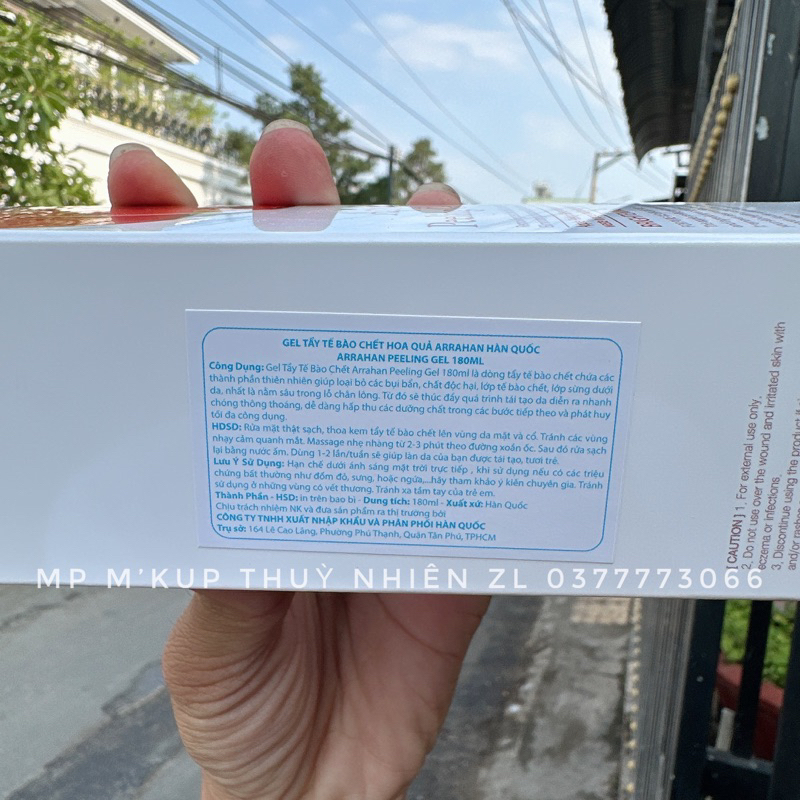 GEL TẨY TẾ BÀO CHẾT HOA QUẢ ARRAHAN HÀN QUỐC
ARRAHAN PEELING GEL 180ML
Công Dụng: Gel Tẩy Tế Bào Chết Arrahan Peeling Gel 180ml là dòng tẩy tế bào chết chứa các
thành phần thiên nhiên giúp loại bỏ các bụi bẩn, chất độc hại, lớp tế bào chết, lớp sừng dưới
da, nhất là nằm sâu trong lỗ chân lông. Từ đó sẽ thúc đẩy quá trình tái tạo da diễn ra nhanh
chóng thông thoáng, dễ dàng hấp thu các dưỡng chất trong các bước tiếp theo và phát huy
tối đa công dụng.
HDSD: Rửa mặt thật sạch, thoa kem tẩy tế bào chết lên vùng da mặt và cổ. Tránh các vùng
nhạy cảm quanh mắt. Massage nhẹ nhàng từ 2-3 phút theo đường xoắn ốc. Sau đó rửa sạch
lại bằng nước ấm. Dùng 1-2 lần/tuần sẽ giúp làn da của bạn được tái tạo, tươi trẻ.
Lưu Ý Sử Dụng: Hạn chế dưới ánh sáng mặt trời trực tiếp , khi sử dụng nếu có các triệu
chứng bất thường như đốm đỏ, sưng, hoặc ngứa,...hãy tham khảo ý kiến chuyên gia. Tránh
sử dụng ở những vùng có vết thương. Tránh xa tầm tay của trẻ em.
Thành Phần - HSD: in trên bao bì - Dung tích: 180ml - Xuất xứ: Hàn Quốc
Chịu trách nhiệm NK và đưa sản phẩm ra thị trường bởi
CÔNG TY TNHH XUẤT NHẬP KHẨU VÀ PHÂN PHỐI HÀN QUỐC
Trụ sở: 164 Lê Cao Lãng, Phường Phú Thạnh, Quận Tân Phú, TPHCM
[CAUTION] 1. For external use only.
2. Do not use over the wound and irritated skin with
eczema or infections.
3. Discontinue using the product if
and/or rashes
MP M'KUP THUỲ NHIÊN ZL 0377773066